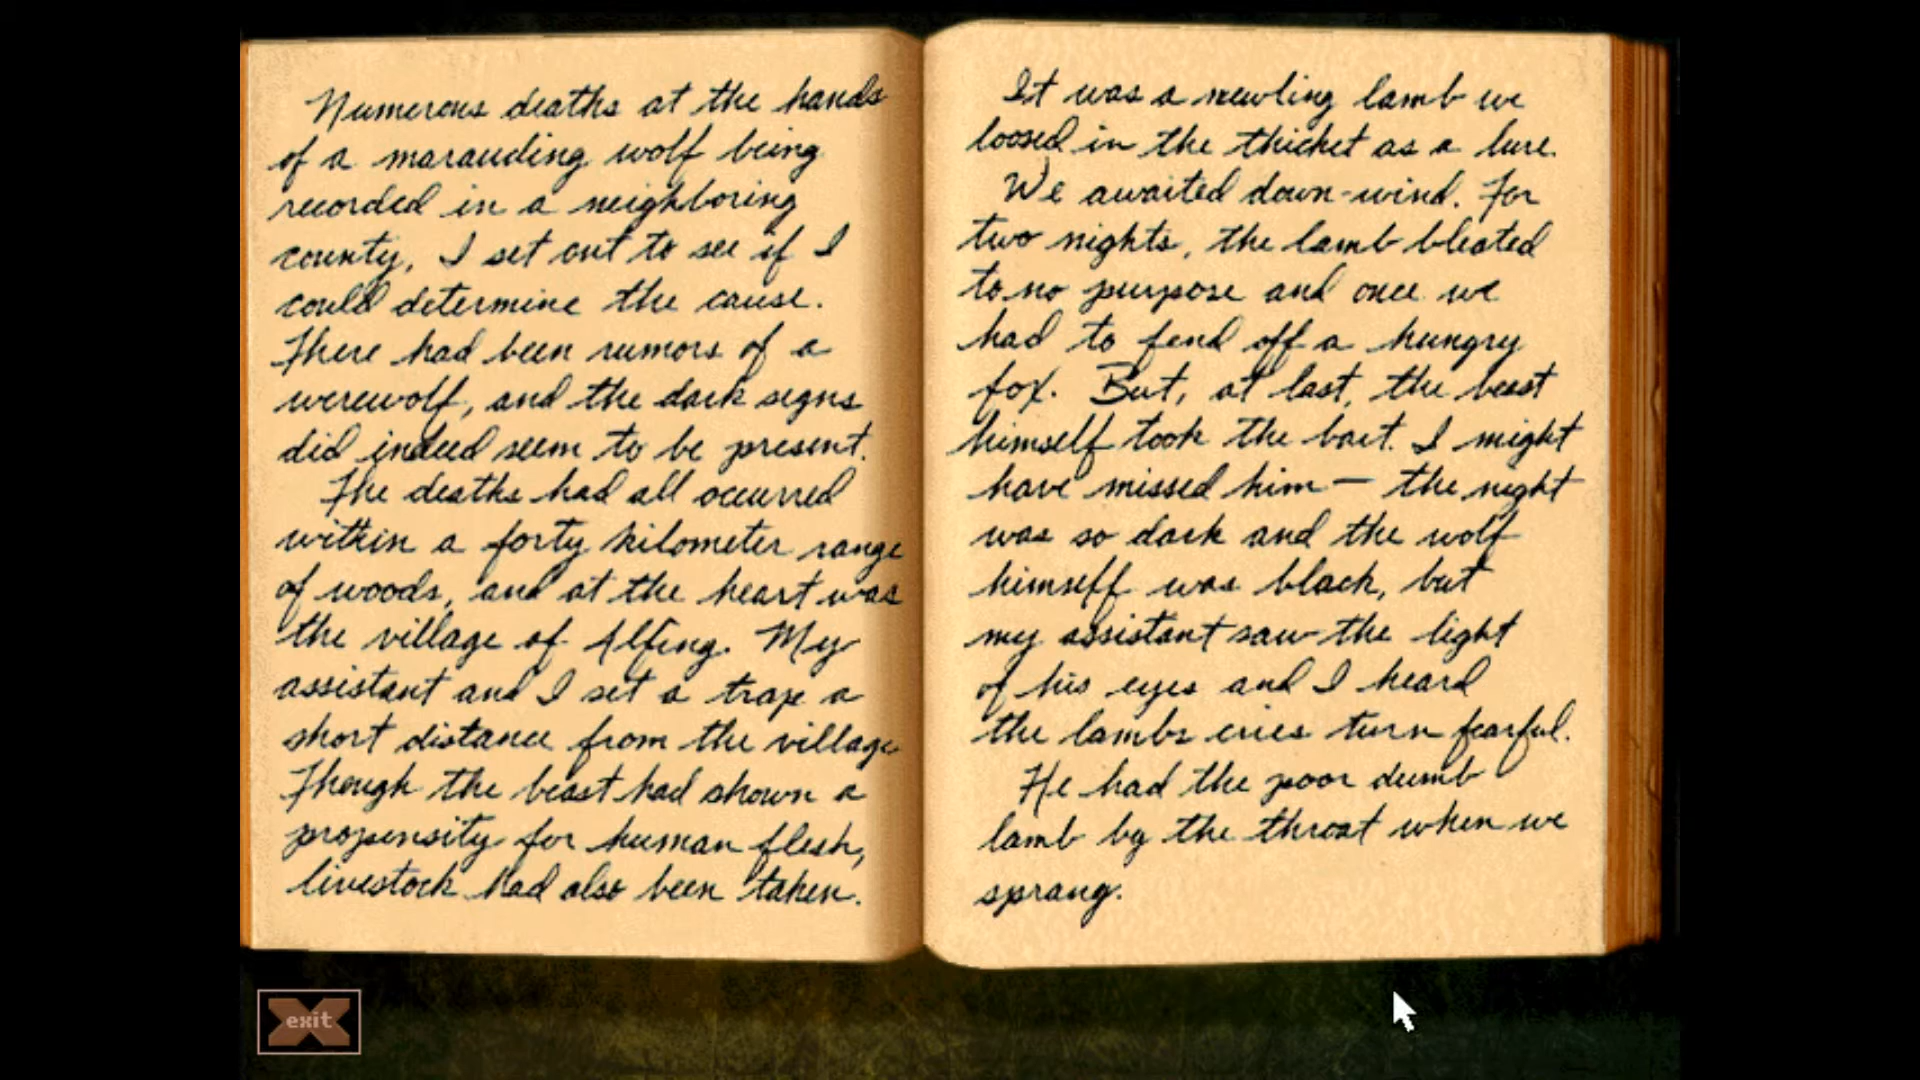 Numerous deaths at the hands
of a marauding wolf being
recorded in a neighboring
county, I set out to see if I
could determine the cause.
There had been rumors of a
werewolf, and the dark signs
did indeed seem to be present.
The deaths had all occurred
within a forty kilometer range
of woods, and at the heart was
the village of Alfing. My
assistant and I set a trap a
short distance from the village
Though the beast had shown a
propensity for human flesh,
livestock had also been taken.
It was a mewling lamb we
loosed in the thicket as a lure.
We awaited down-wind. For
two nights, the lamb bleated
to no purpose and once we
had to fend off a hungry
fox. But, at last, the beast
himself took the bait. I might
have missed him — the night
was so dark and the wolf
himself was black, but
my assistant saw the light
of his eyes and I heard
the lambs cries turn fearful.
He had the poor dumb
lamb by the throat when we
sprang.
exit